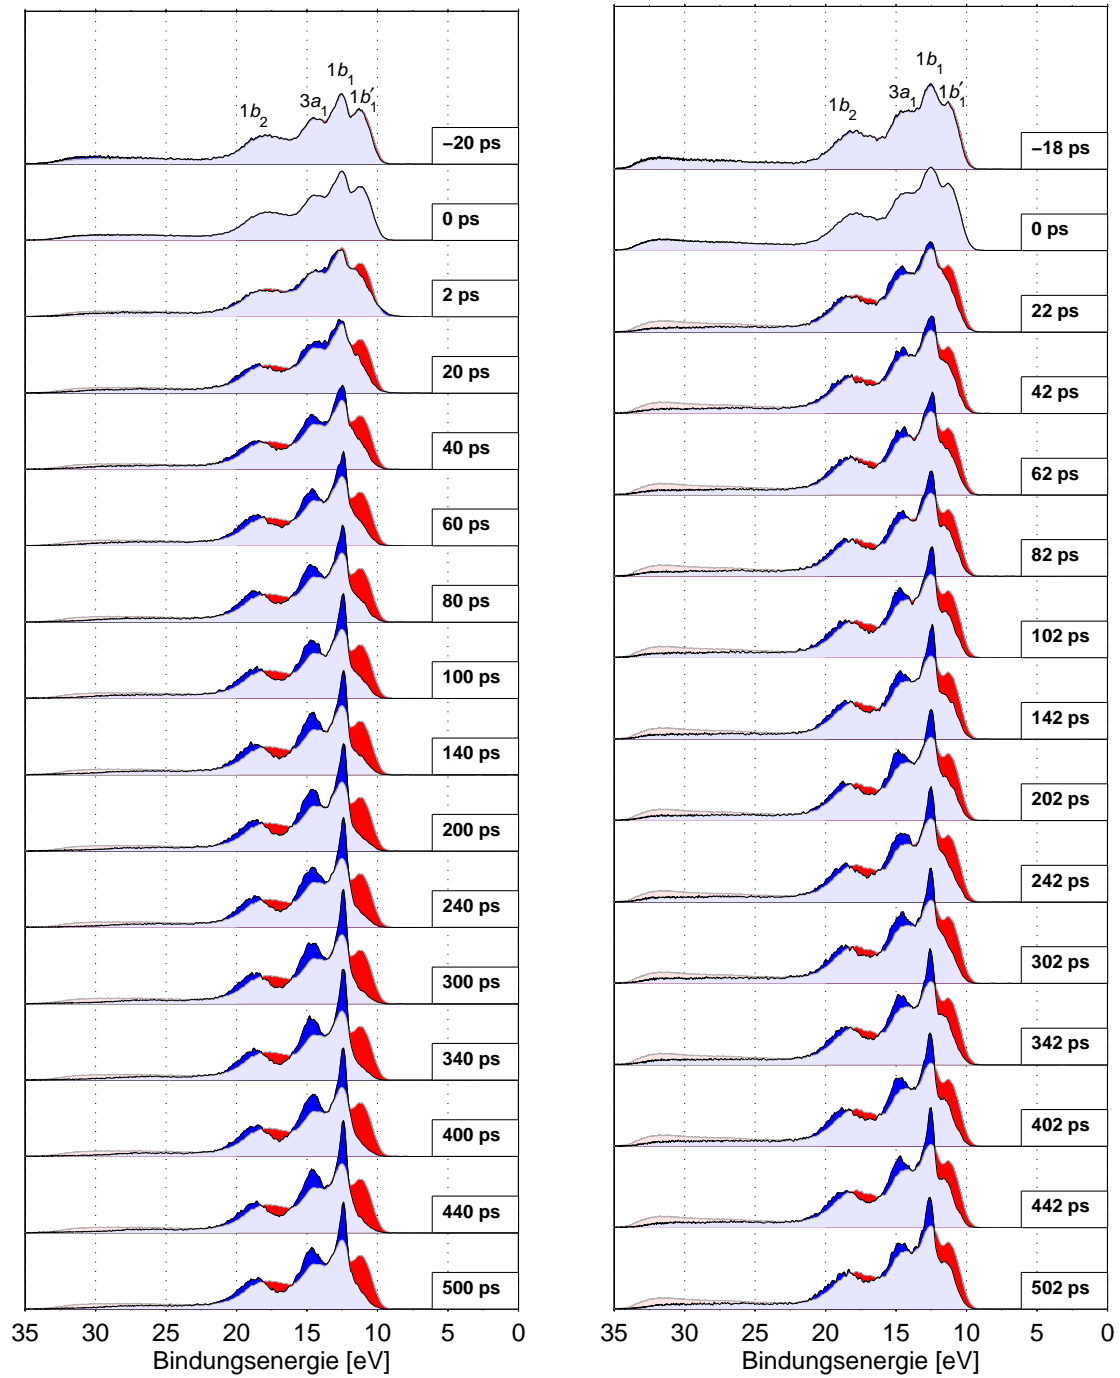 1b2
3a1
1b1
1b′1
−20 ps
0 ps
2 ps
20 ps
40 ps
60 ps
80 ps
100 ps
140 ps
200 ps
240 ps
300 ps
340 ps
400 ps
440 ps
500 ps
35 30 25 20 15 10 5 0
Bindungsenergie [eV]
1b2
3a1
1b1
1b′1
−18 ps
0 ps
22 ps
42 ps
62 ps
82 ps
102 ps
142 ps
202 ps
242 ps
302 ps
342 ps
402 ps
442 ps
502 ps
35 30 25 20 15 10 5 0
Bindungsenergie [eV]